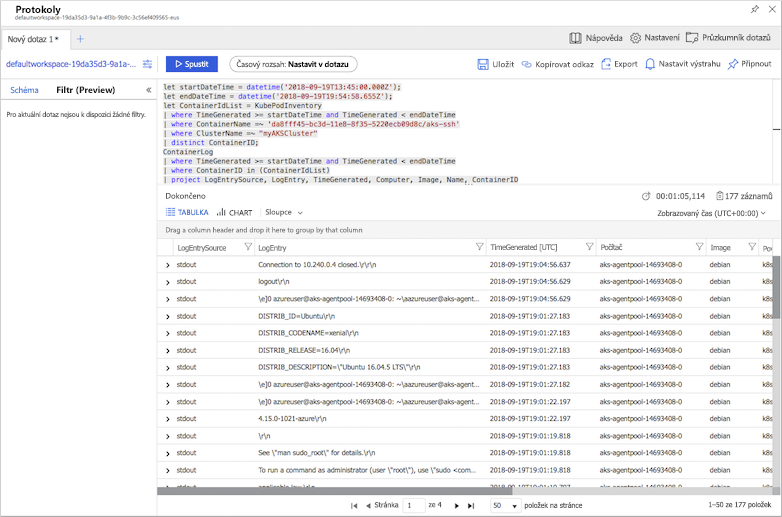 Protokoly
defaultworkspace-19da35d3-9a1a-4f3b-9b9c-3c56ef409565-eus
Nový dotaz 1* +
Nápověda Nastavení Průzkumník dotazů
defaultworkspace-19da35d3-9a1a-... Spustit Časový rozsah: Nastavit v dotazu Uložit Kopírovat odkaz Export Nastavit výstrahu Připnout
Schéma Filtr (Preview) «
Pro aktuální dotaz nejsou k dispozici žádné filtry.
let startDateTime = datetime('2018-09-19T13:45:00.000Z');
let endDateTime = datetime('2018-09-19T19:54:58.655Z');
let ContainerIdList = KubePodInventory
| where TimeGenerated >= startDateTime and TimeGenerated < endDateTime
| where ContainerName =~ 'da8fff45-bc3d-11e8-8f35-5220ecb09d8c/aks-ssh'
| where ClusterName =~ "myAKSCluster"
| distinct ContainerID;
ContainerLog
| where TimeGenerated >= startDateTime and TimeGenerated < endDateTime
| where ContainerID in (ContainerIdList)
| project LogEntrySource, LogEntry, TimeGenerated, Computer, Image, Name, ContainerID
Dokončeno 00:01:05,114 177 záznamů
TABULKA CHART Sloupce Zobrazovaný čas (UTC+00:00)
Drag a column header and drop it here to group by that column
LogEntrySource LogEntry TimeGenerated [UTC] Počítač Image
stdout Connection to 10.240.0.4 closed.\r\r\n 2018-09-19T19:04:56.637 aks-agentpool-14693408-0 debian k8s
stdout logout\r\n 2018-09-19T19:04:56.629 aks-agentpool-14693408-0 debian k8s
stdout \e]0 azureuser@aks-agentpool-14693408-0: ~\aazureuser@aks-agent... 2018-09-19T19:04:56.629 aks-agentpool-14693408-0 debian k8s
stdout DISTRIB_ID=Ubuntu\r\n 2018-09-19T19:01:27.183 aks-agentpool-14693408-0 debian k8s
stdout DISTRIB_CODENAME=xenial\r\n 2018-09-19T19:01:27.183 aks-agentpool-14693408-0 debian k8s
stdout DISTRIB_RELEASE=16.04\r\n 2018-09-19T19:01:27.183 aks-agentpool-14693408-0 debian k8s
stdout DISTRIB_DESCRIPTION=\"Ubuntu 16.04.5 LTS\"\r\n 2018-09-19T19:01:27.183 aks-agentpool-14693408-0 debian k8s
stdout \e]0 azureuser@aks-agentpool-14693408-0: ~\aazureuser@aks-agent... 2018-09-19T19:01:27.182 aks-agentpool-14693408-0 debian k8s
stdout \e]0 azureuser@aks-agentpool-14693408-0: ~\aazureuser@aks-agent... 2018-09-19T19:01:22.197 aks-agentpool-14693408-0 debian k8s
stdout 4.15.0-1021-azure\r\n 2018-09-19T19:01:22.197 aks-agentpool-14693408-0 debian k8s
stdout \r\n 2018-09-19T19:01:19.818 aks-agentpool-14693408-0 debian k8s
stdout See \"man sudo_root\" for details.\r\n 2018-09-19T19:01:19.818 aks-agentpool-14693408-0 debian k8s
stdout To run a command as administrator (user \"root\"), use \"sudo <com... 2018-09-19T19:01:19.818 aks-agentpool-14693408-0 debian k8s
Stránka 1 ze 4 50 položek na stránce 1–50 ze 177 položek